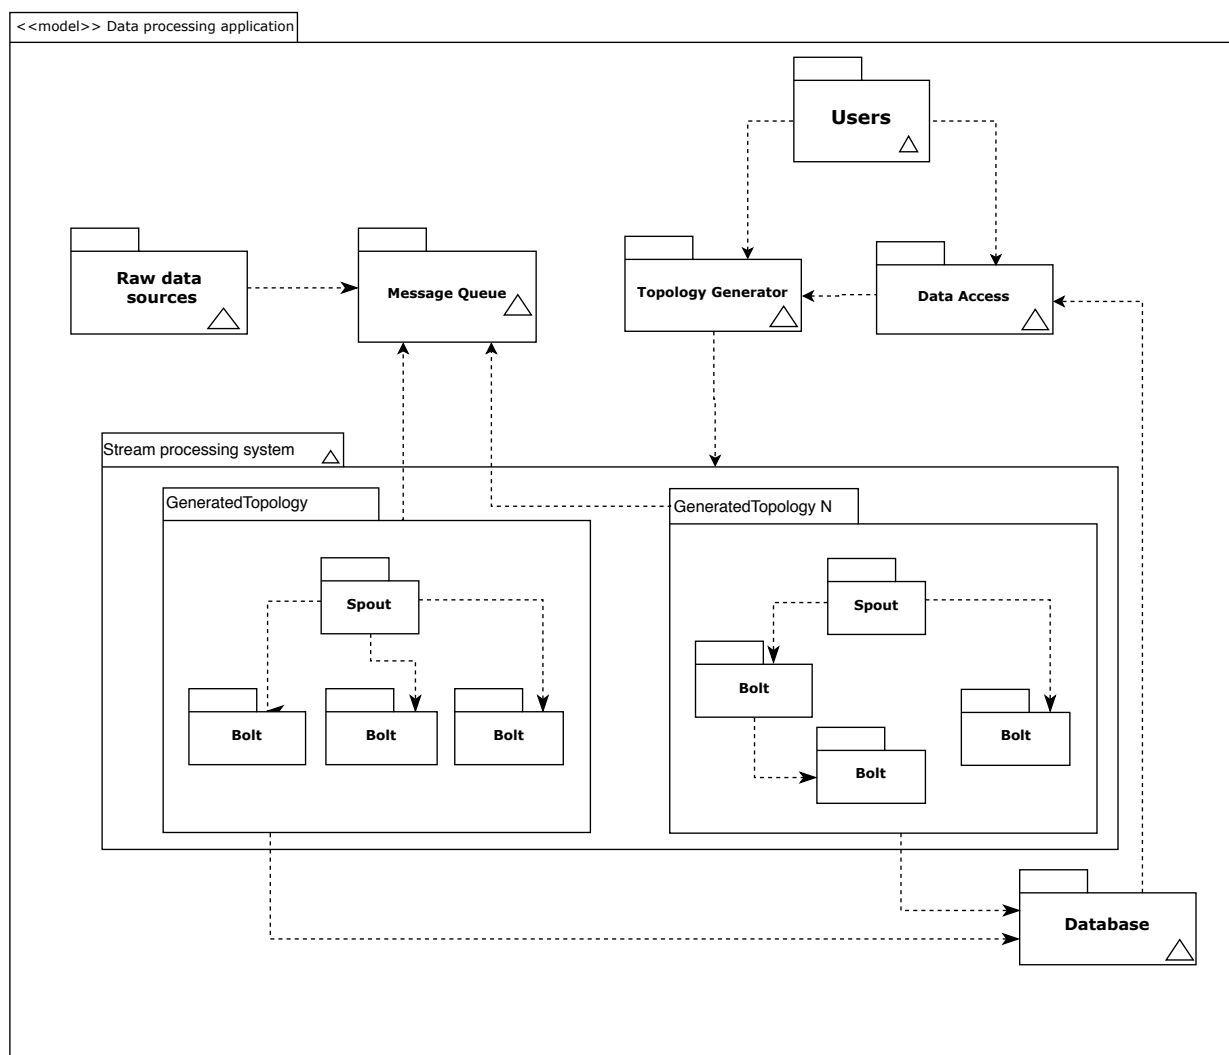 <<model>> Data processing application
Users
Raw data
sources
Message Queue
Topology Generator
Data Access
Stream processing system
GeneratedTopology
GeneratedTopology N
Spout
Spout
Bolt
Bolt
Bolt
Bolt
Bolt
Bolt
Database